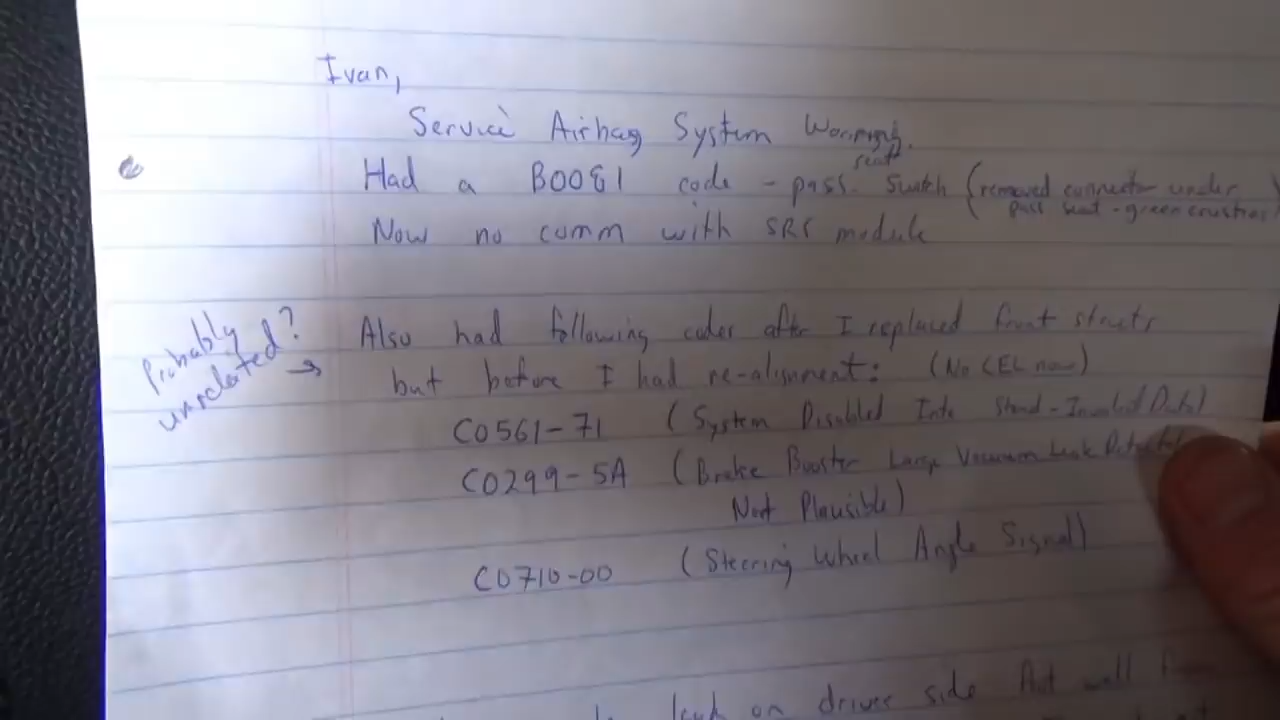 Ivan,
Service Airbag System Warning.
Had a B0081 code - pass. seat switch (removed connector under pass seat - green crusties)
Now no comm with SRS module
Probably unrelated? →
Also had following codes after I replaced front struts
but before I had re-alignment: (No CEL now)
C0561-71 (System Disabled Info Stored - Invalid Data)
C0299-5A (Brake Booster Large Vacuum Leak Detected
Not Plausible)
C0710-00 (Steering Wheel Angle Signal)
leak on driver side